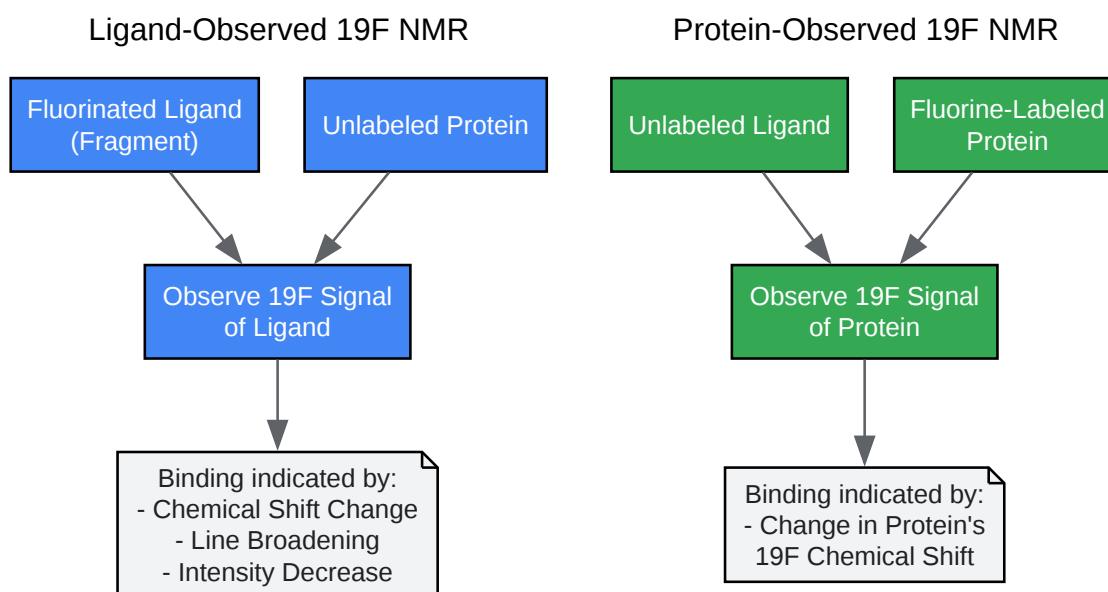 Ligand-Observed 19F NMR
Fluorinated Ligand
(Fragment)
Unlabeled Protein
Observe 19F Signal
of Ligand
Binding indicated by:
- Chemical Shift Change
- Line Broadening
- Intensity Decrease
Protein-Observed 19F NMR
Unlabeled Ligand
Fluorine-Labeled
Protein
Observe 19F Signal
of Protein
Binding indicated by:
- Change in Protein's
19F Chemical Shift